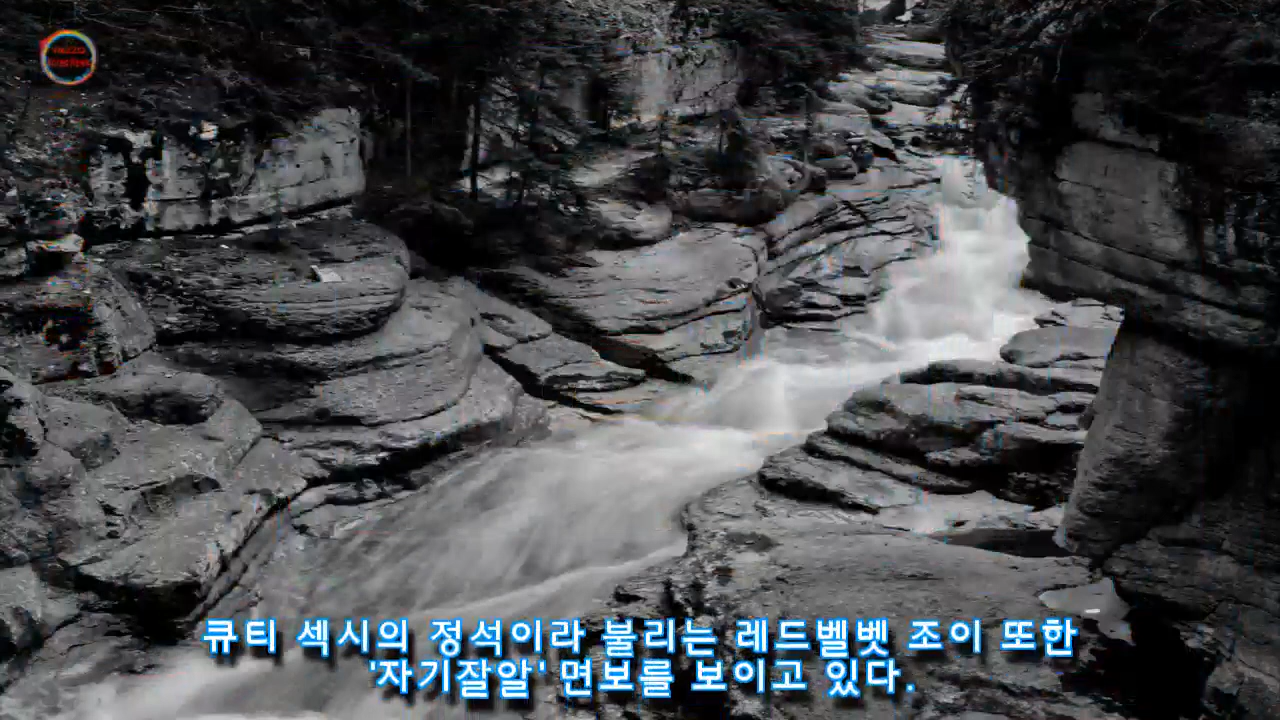 큐티 섹시의 정석이라 불리는 레드벨벳 조이 또한
'자기잘알' 면보를 보이고 있다.